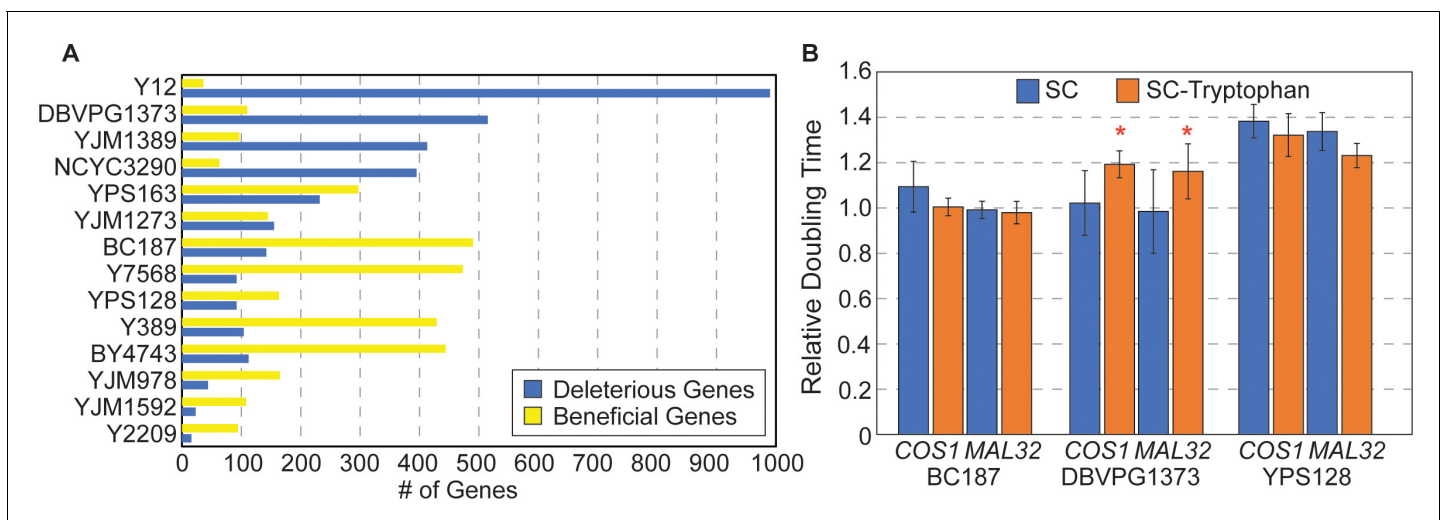 A
Y12
DBVPG1373
YJM1389
NCYC3290
YPS163
YJM1273
BC187
Y7568
YPS128
Y389
BY4743
YJM978
YJM1592
Y2209
Deleterious Genes
Beneficial Genes
0 100 200 300 400 500 600 700 800 900 1000
# of Genes
B
Relative Doubling Time
1.6
1.4
1.2
1.0
0.8
0.6
0.4
0.2
0
SC SC-Tryptophan
* *
COS1 MAL32 COS1 MAL32 COS1 MAL32
BC187 DBVPG1373 YPS128